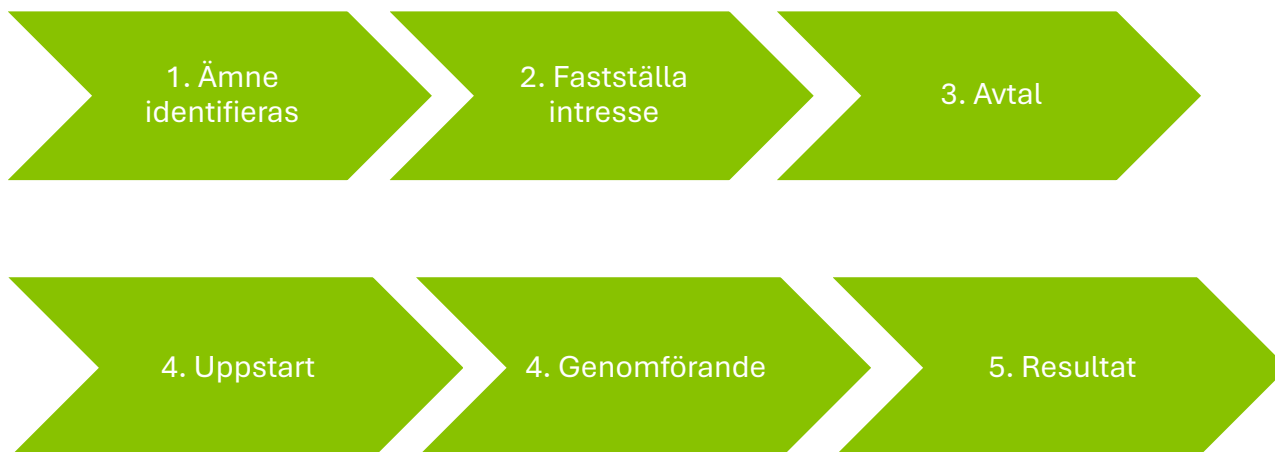 1. Ämne
identifieras
2. Fastställa
intresse
3. Avtal
4. Uppstart
4. Genomförande
5. Resultat